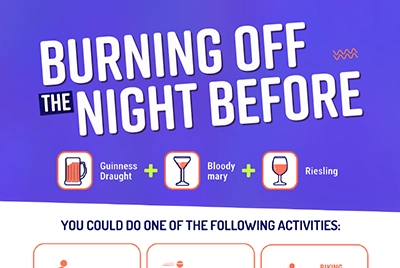 BURNING OFF
THE NIGHT BEFORE
Guinness
Draught
Bloody
mary
Riesling
YOU COULD DO ONE OF THE FOLLOWING ACTIVITIES:
BIKING